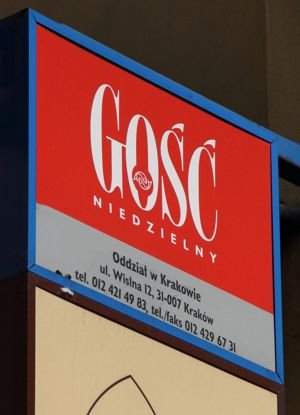 GOŚĆ
NIEDZIELNY
Oddział w Krakowie
ul. Wiślna 12, 31-007 Kraków
tel. 012 421 49 83, tel./faks 012 429 67 31